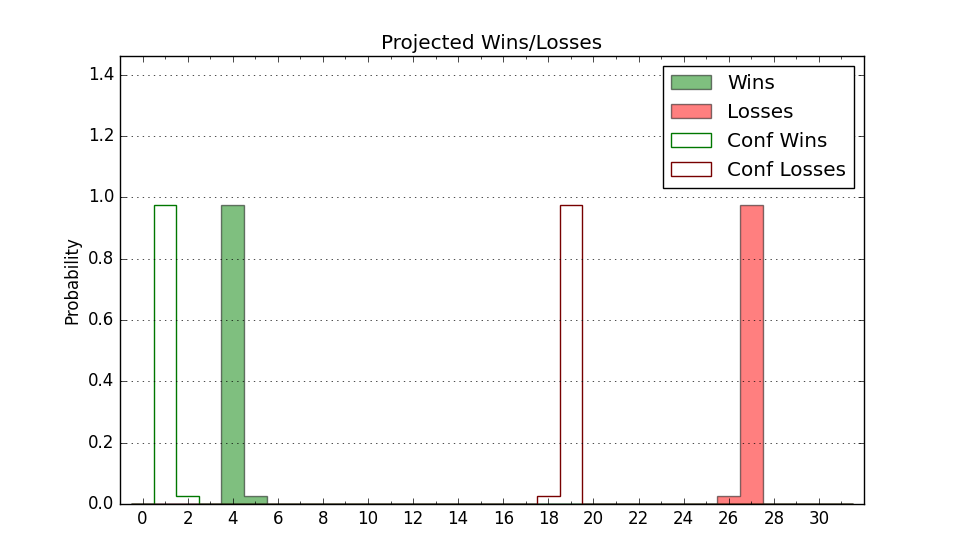 Projected Wins/Losses
1.4
1.2
1.0
0.8
0.6
0.4
0.2
0.0
Probability
Wins
Losses
Conf Wins
Conf Losses
0 2 4 6 8 10 12 14 16 18 20 22 24 26 28 30